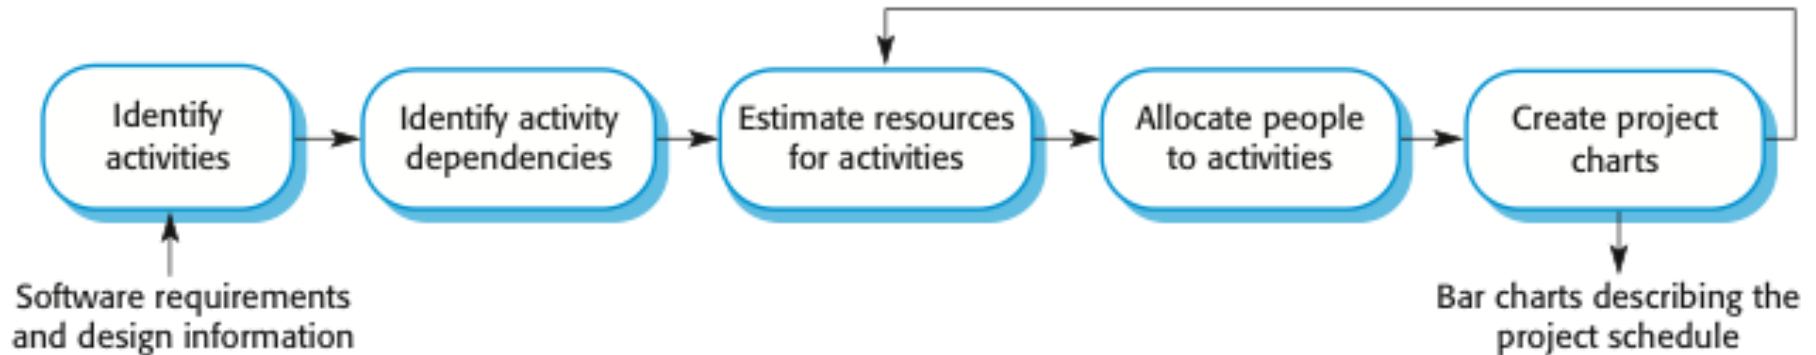 Identify
activities
Identify activity
dependencies
Estimate resources
for activities
Allocate people
to activities
Create project
charts
Software requirements
and design information
Bar charts describing the
project schedule